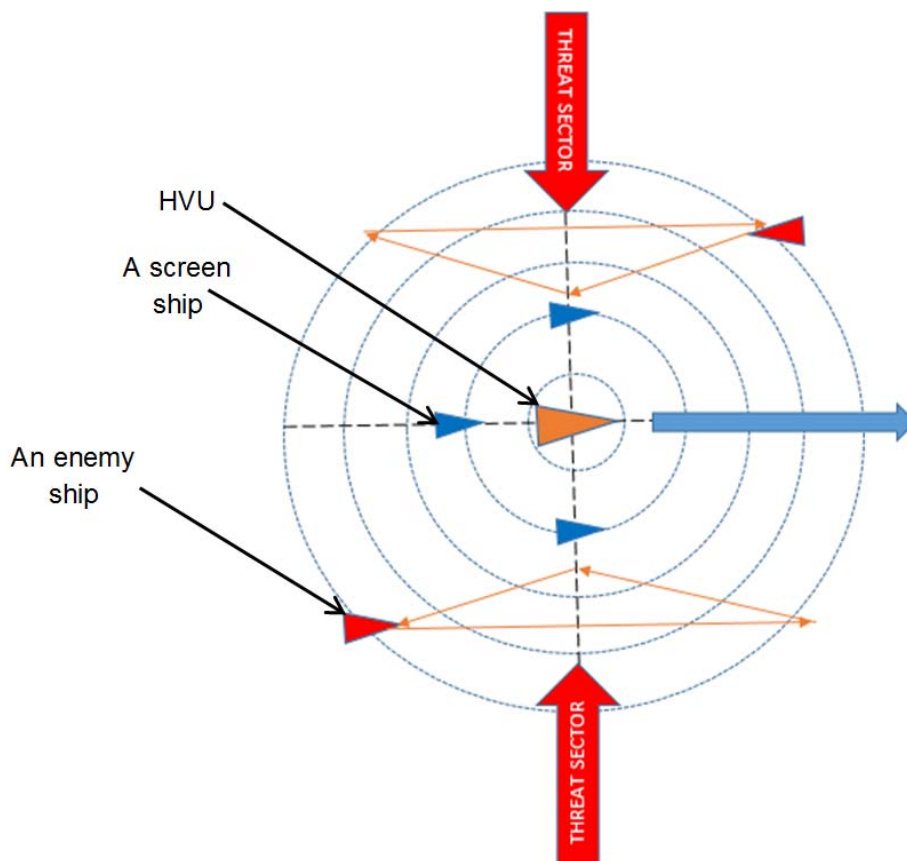 THREAT SECTOR
HVU
A screen
ship
An enemy
ship
THREAT SECTOR